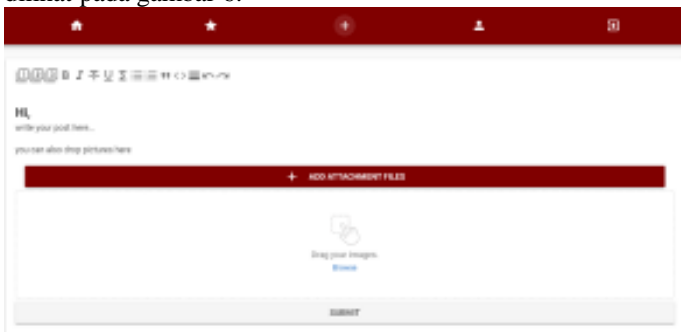 dilihat pada gambar 6.
B I T U Σ
Hi,
write your post here...
you can also drop pictures here
+ ADD ATTACHMENT FILES
Drag your images.
Browse
SUBMIT